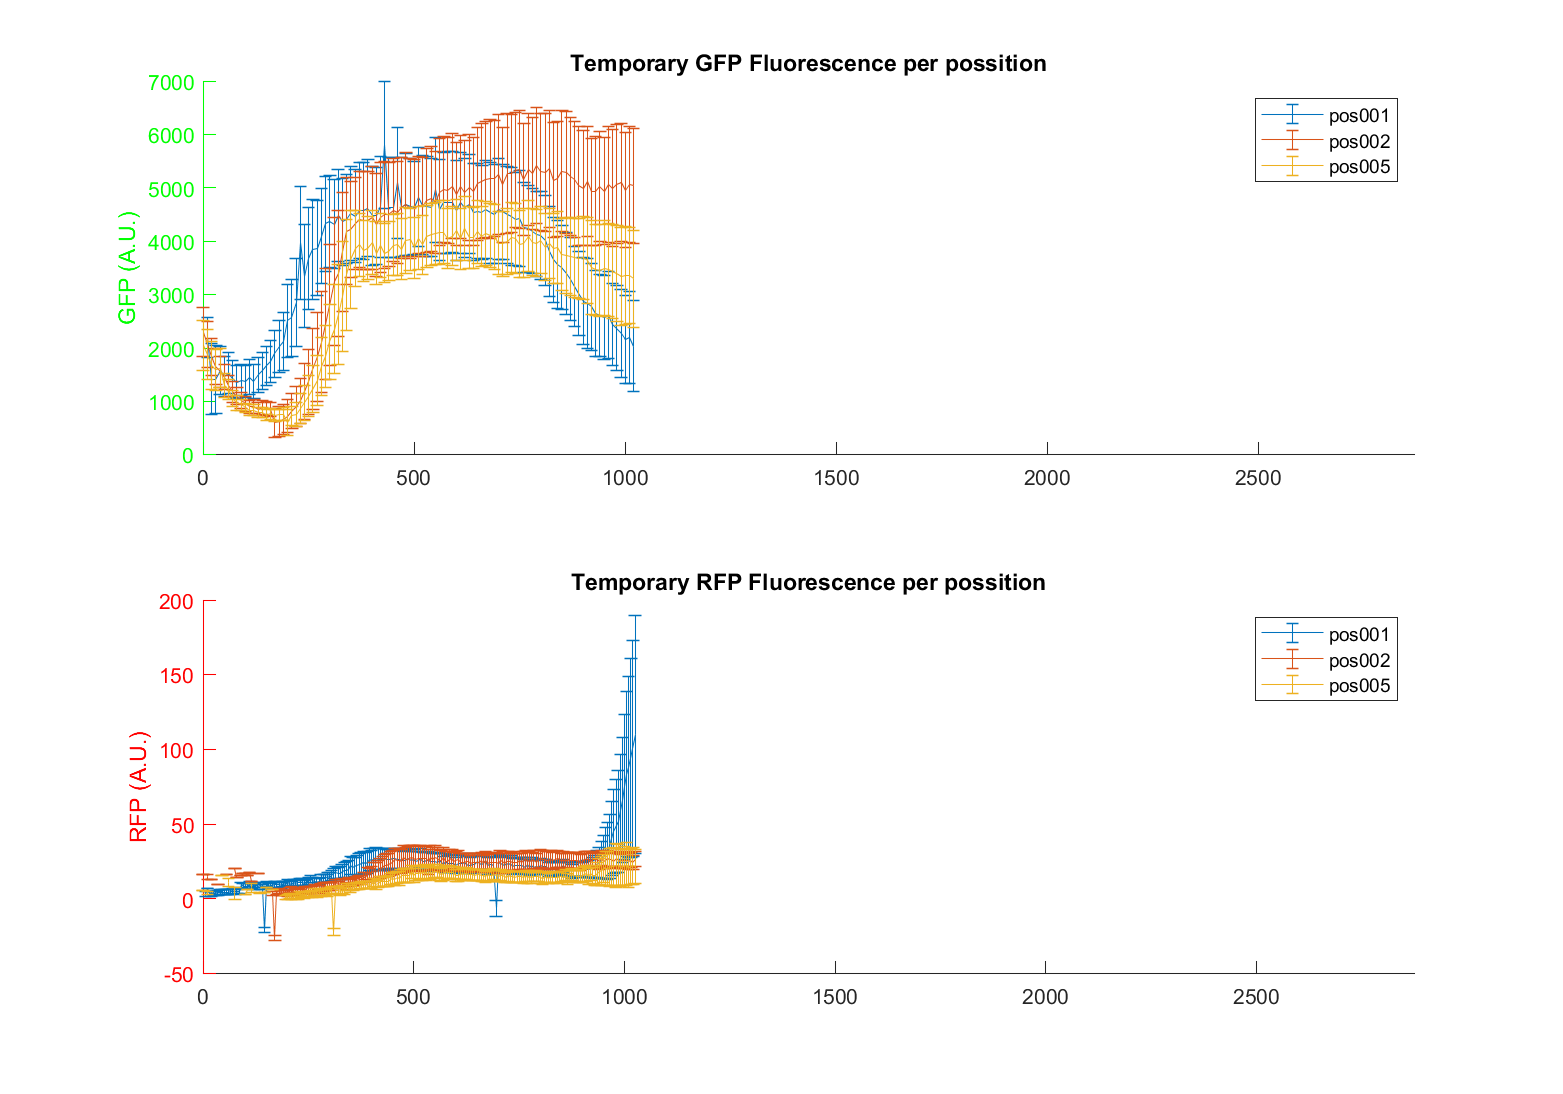 Temporary GFP Fluorescence per possition
7000
6000
5000
4000
3000
2000
1000
0
GFP (A.U.)
0 500 1000 1500 2000 2500
pos001
pos002
pos005
Temporary RFP Fluorescence per possition
200
150
100
50
0
-50
RFP (A.U.)
0 500 1000 1500 2000 2500
pos001
pos002
pos005